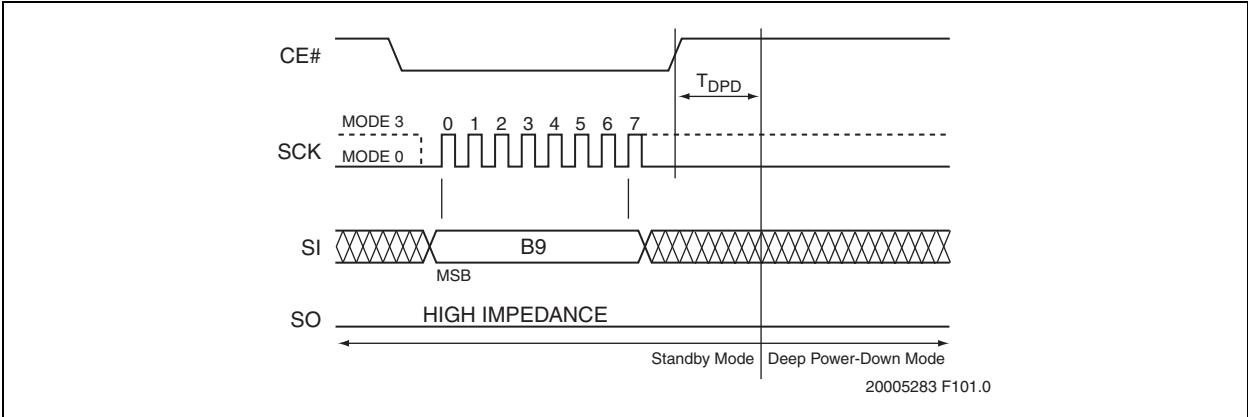 CE#
TDPD
MODE 3
0 1 2 3 4 5 6 7
SCK
MODE 0
SI
B9
MSB
SO
HIGH IMPEDANCE
Standby Mode
Deep Power-Down Mode
20005283 F101.0